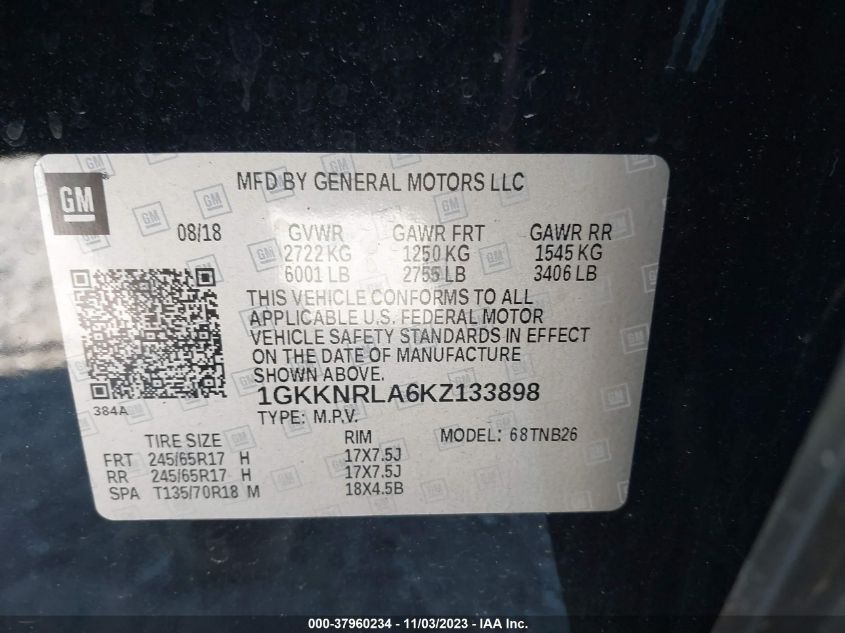 GM
MFD BY GENERAL MOTORS LLC
08/18 GVWR GAWR FRT GAWR RR
2722 KG 1250 KG 1545 KG
6001 LB 2755 LB 3406 LB
THIS VEHICLE CONFORMS TO ALL
APPLICABLE U.S. FEDERAL MOTOR
VEHICLE SAFETY STANDARDS IN EFFECT
ON THE DATE OF MANUFACTURE
SHOWN ABOVE.
384A
1GKKNRLA6KZ133898
TYPE: M.P.V.
TIRE SIZE RIM MODEL: 68TNB26
FRT 245/65R17 H 17X7.5J
RR 245/65R17 H 17X7.5J
SPA T135/70R18 M 18X4.5B
000-37960234 - 11/03/2023 - IAA Inc.